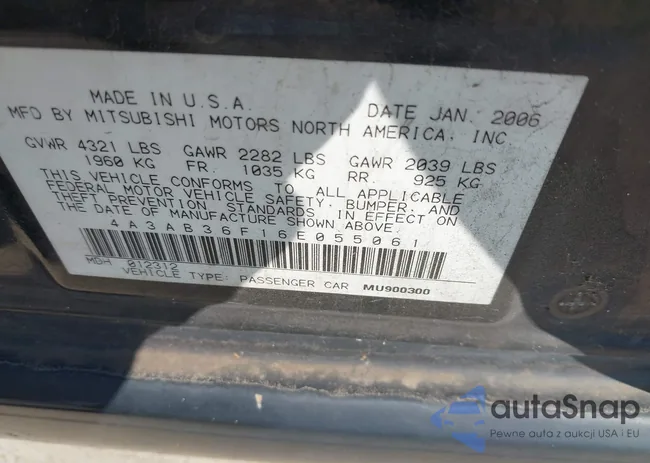 MADE IN U.S.A. DATE JAN. 2006
MFD BY MITSUBISHI MOTORS NORTH AMERICA, INC
GVWR 4321 LBS GAWR 2282 LBS GAWR 2039 LBS
1960 KG FR. 1035 KG RR. 925 KG
THIS VEHICLE CONFORMS TO ALL APPLICABLE
FEDERAL MOTOR VEHICLE SAFETY, BUMPER, AND
THEFT PREVENTION STANDARDS IN EFFECT ON
THE DATE OF MANUFACTURE SHOWN ABOVE.
4A3AB36F16E055061
MDH 012312
VEHICLE TYPE: PASSENGER CAR MU900300
autaSnap
Pewne auta z aukcji USA i EU